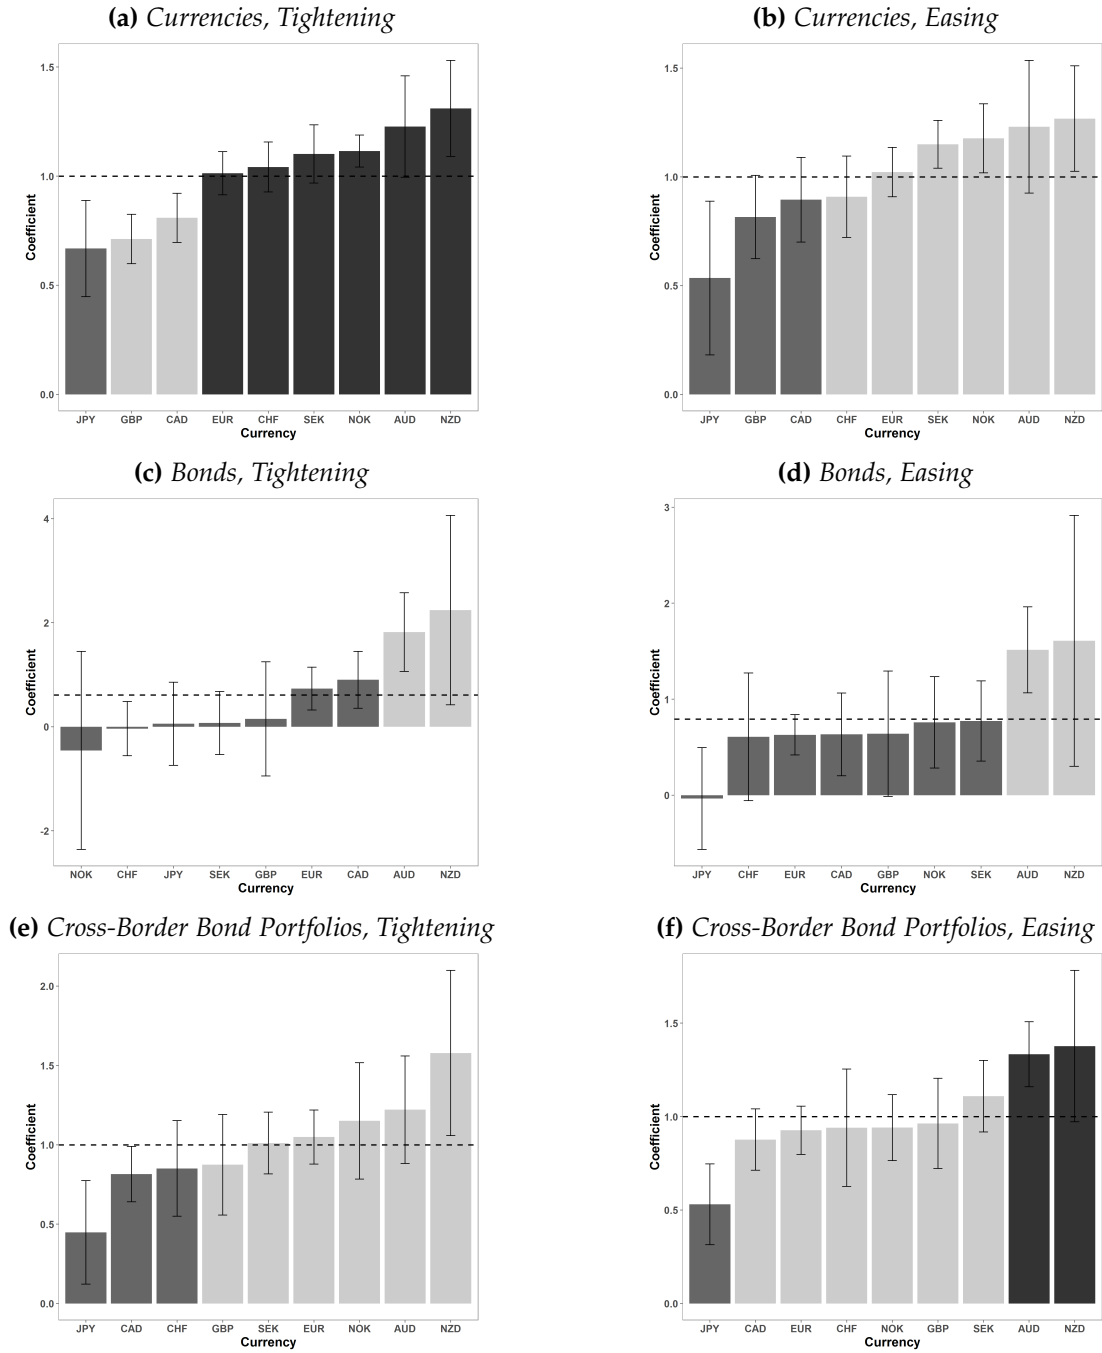 (a) Currencies, Tightening
Coefficient
1.5
1.0
0.5
0.0
JPY GBP CAD EUR CHF SEK NOK AUD NZD
Currency
(b) Currencies, Easing
Coefficient
1.5
1.0
0.5
0.0
JPY GBP CAD CHF EUR SEK NOK AUD NZD
Currency
(c) Bonds, Tightening
Coefficient
4
2
0
-2
NOK CHF JPY SEK GBP EUR CAD AUD NZD
Currency
(d) Bonds, Easing
Coefficient
3
2
1
0
JPY CHF EUR CAD GBP NOK SEK AUD NZD
Currency
(e) Cross-Border Bond Portfolios, Tightening
Coefficient
2.0
1.5
1.0
0.5
0.0
JPY CAD CHF GBP SEK EUR NOK AUD NZD
Currency
(f) Cross-Border Bond Portfolios, Easing
Coefficient
1.5
1.0
0.5
0.0
JPY CAD EUR CHF NOK GBP SEK AUD NZD
Currency